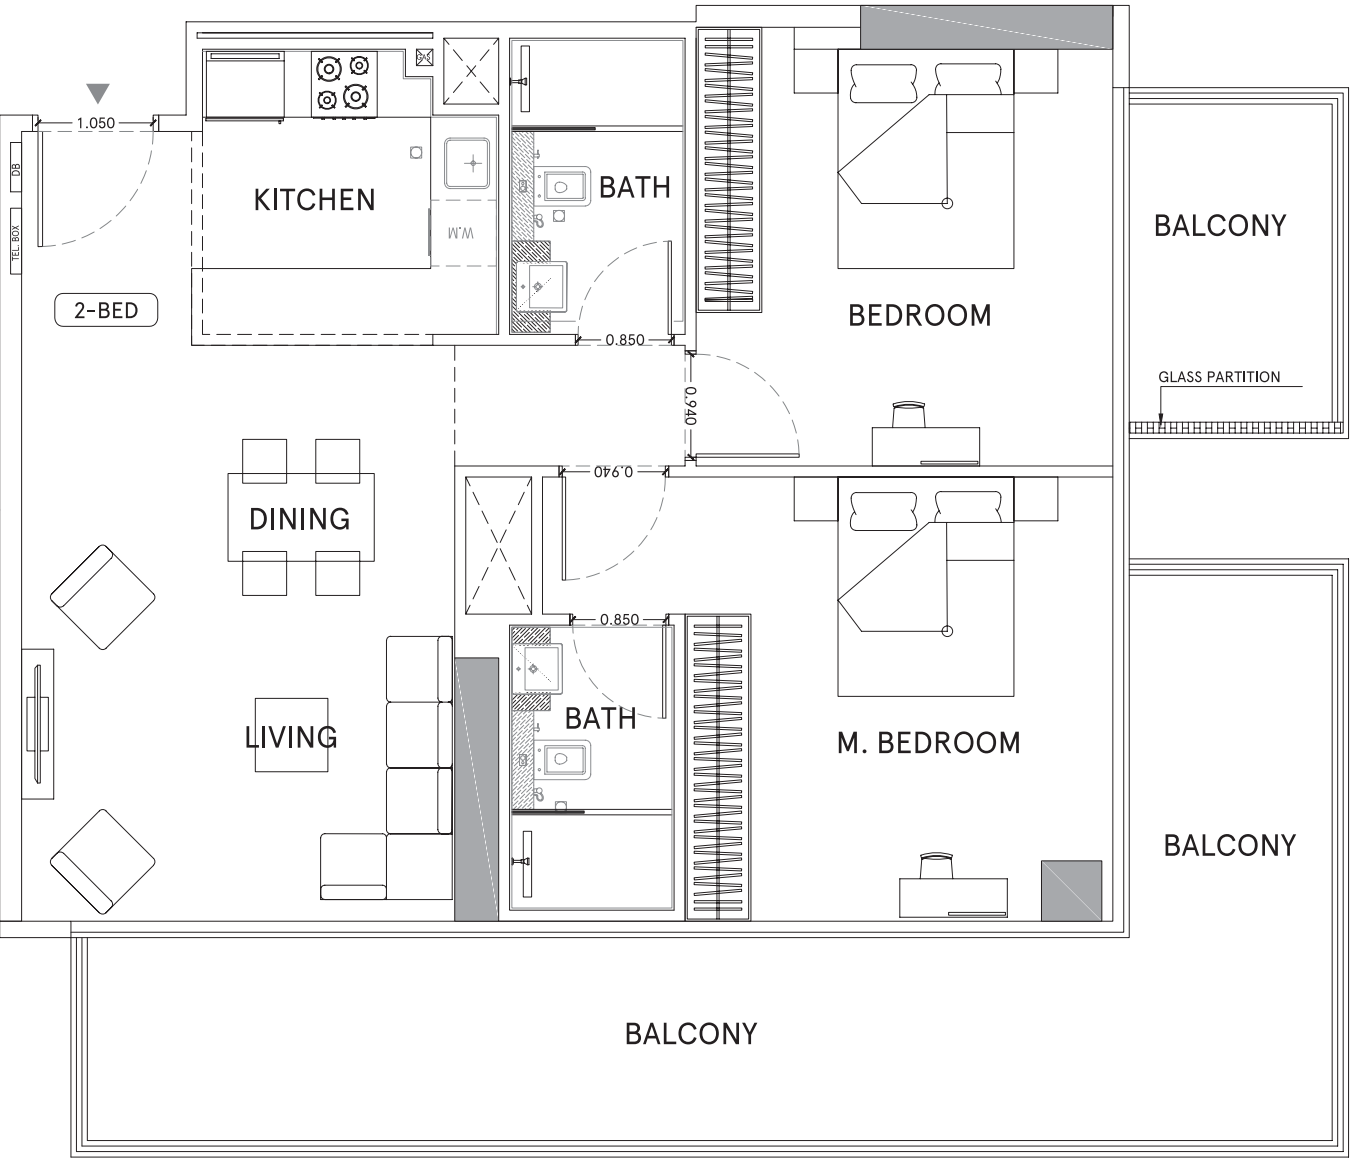 1.050
DB
TEL. BOX
KITCHEN
GAS
W.M
BATH
0.850
2-BED
BEDROOM
BALCONY
GLASS PARTITION
0.940
0.940
DINING
0.850
LIVING
BATH
M. BEDROOM
BALCONY
BALCONY